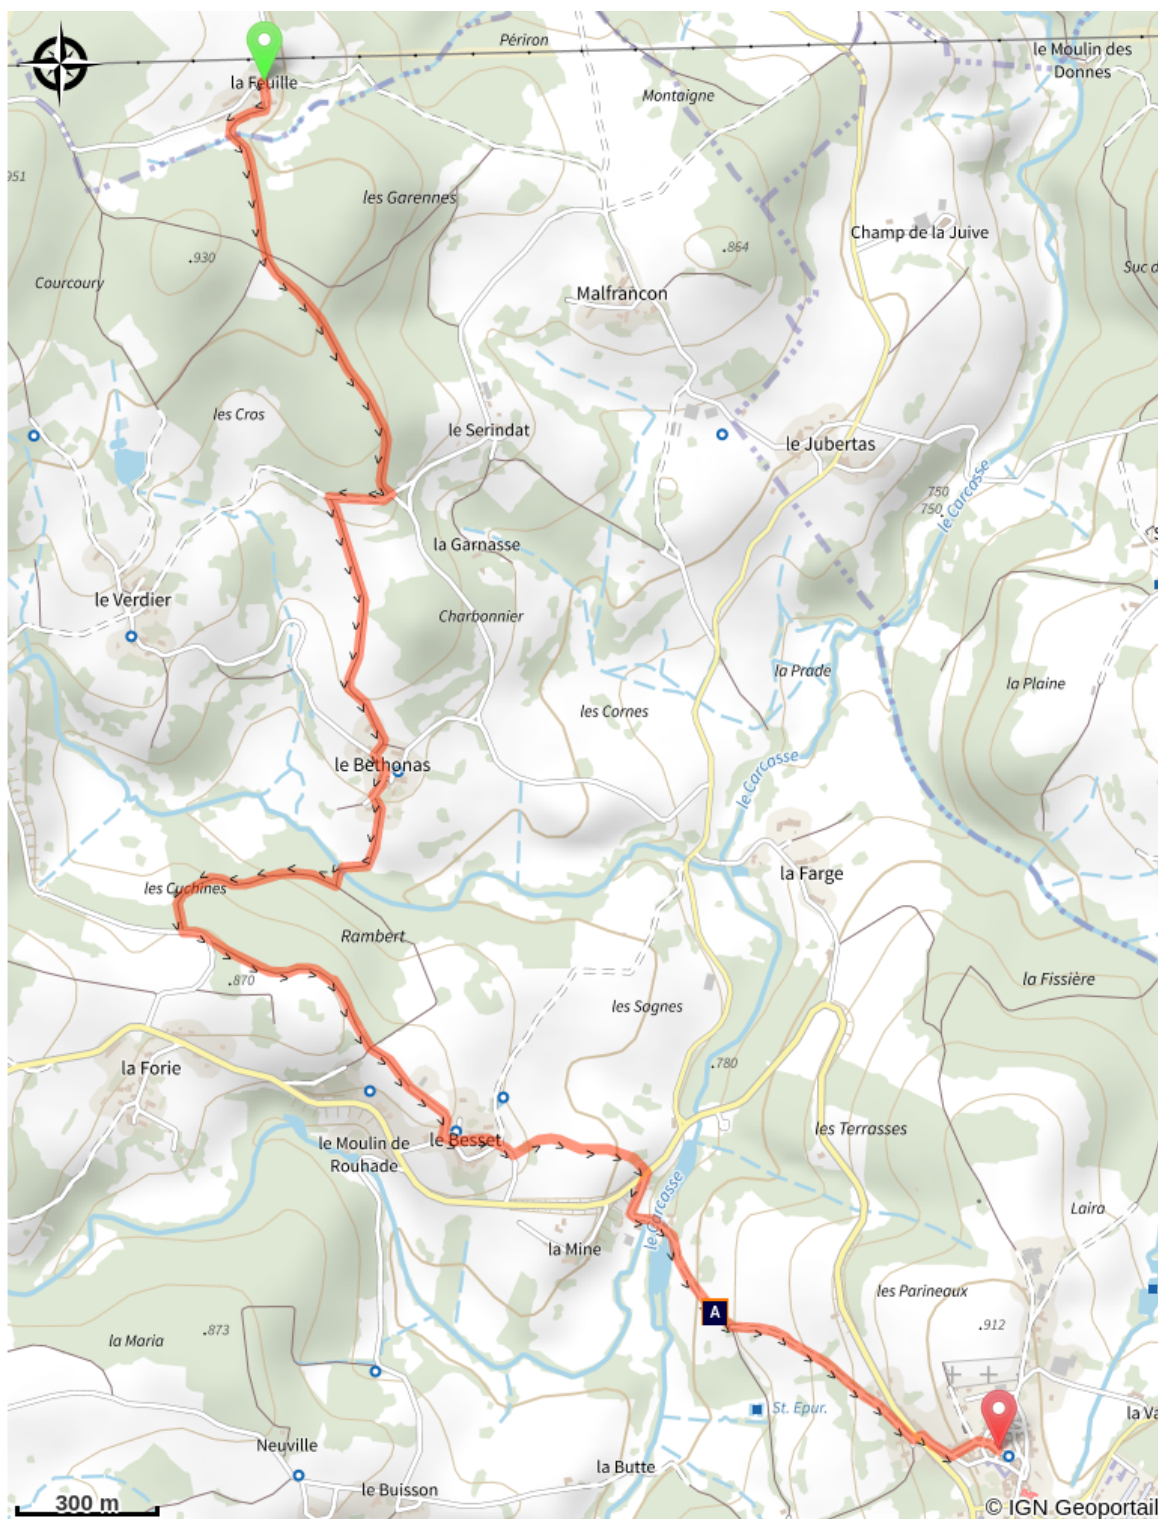 Périron
le Moulin des
Donnes
la Feuille
Montaigne
951
les Garennes
Champ de la Juive
.864
.930
Courcoury
Suc d
Malfrancon
les Cros
le Serindat
le Jubertas
750
750
le Carcasse
la Garnasse
le Verdier
Charbonnier
la Prade
la Plaine
les Cornes
le Béthonas
le Carcasse
la Farge
les Cuchines
Rambert
.870
la Fissière
les Sagnes
.780
la Forie
le Moulin de
Rouhade
le Besset
les Terrasses
le Carcasse
Laira
la Mine
les Parineaux
A
la Maria
.873
.912
St. Epur.
la Va
Neuville
la Butte
le Buisson
300 m
© IGN Geoportail